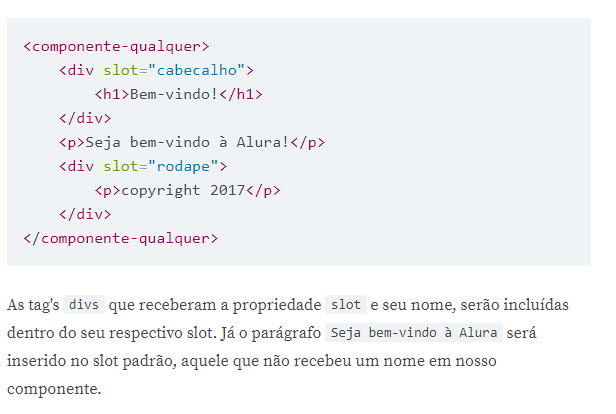 <componente-qualquer>
    <div slot="cabecalho">
        <h1>Bem-vindo!</h1>
    </div>
    <p>Seja bem-vindo à Alura!</p>
    <div slot="rodape">
        <p>copyright 2017</p>
    </div>
</componente-qualquer>
As tag's divs que receberam a propriedade slot e seu nome, serão incluídas
dentro do seu respectivo slot. Já o parágrafo Seja bem-vindo à Alura será
inserido no slot padrão, aquele que não recebeu um nome em nosso
componente.